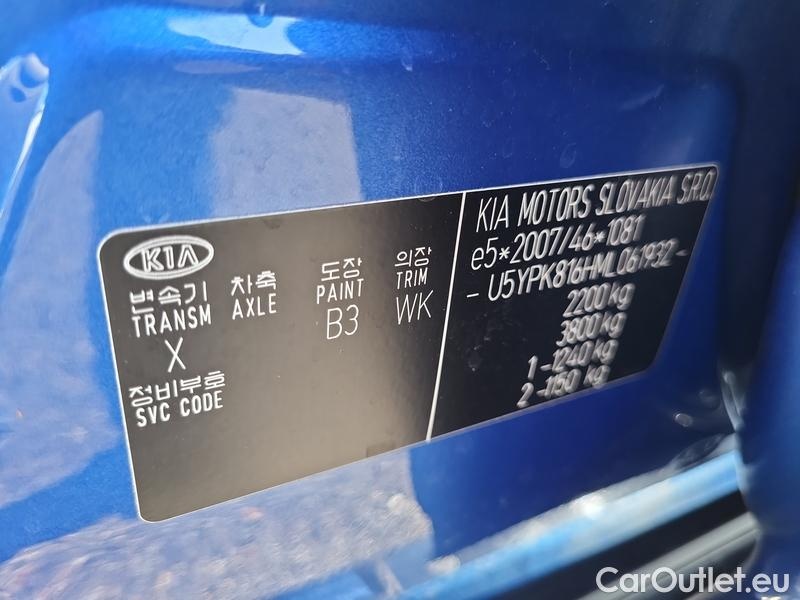 KIA
변속기 차축 도장 의장
TRANSM AXLE PAINT TRIM
X B3 WK
정비부호
SVC CODE
KIA MOTORS SLOVAKIA S.R.O.
e5*2007/46*1081
- U5YPK816HML061932 -
2200 kg
3800 kg
1 -1240 kg
2 -1150 kg
CarOutlet.eu